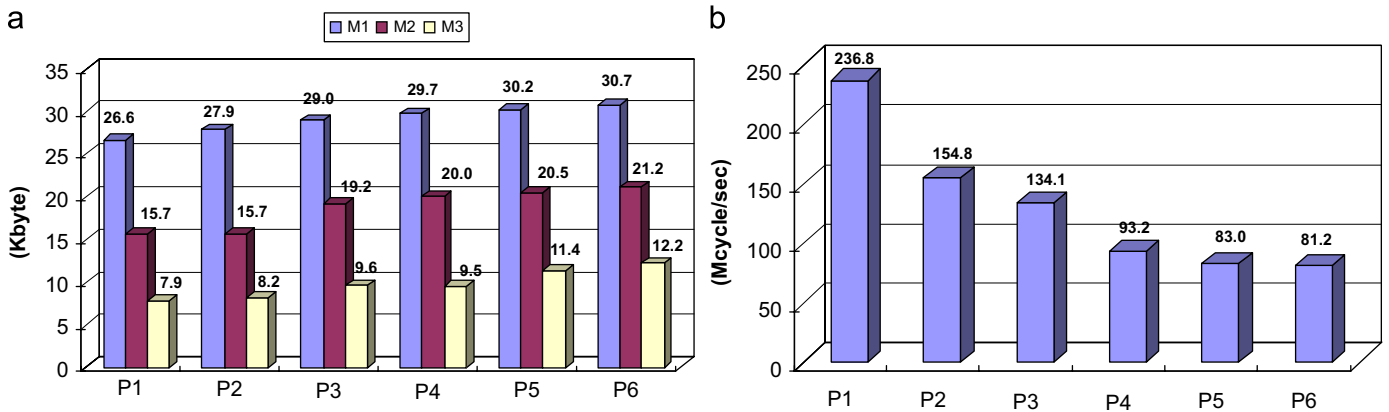 a
M1 M2 M3
(Kbyte)
35
30
25
20
15
10
5
0
26.6 27.9 29.0 29.7 30.2 30.7
15.7 15.7 19.2 20.0 20.5 21.2
7.9 8.2 9.6 9.5 11.4 12.2
P1 P2 P3 P4 P5 P6
b
(Mcycle/sec)
250
200
150
100
50
0
236.8 154.8 134.1 93.2 83.0 81.2
P1 P2 P3 P4 P5 P6